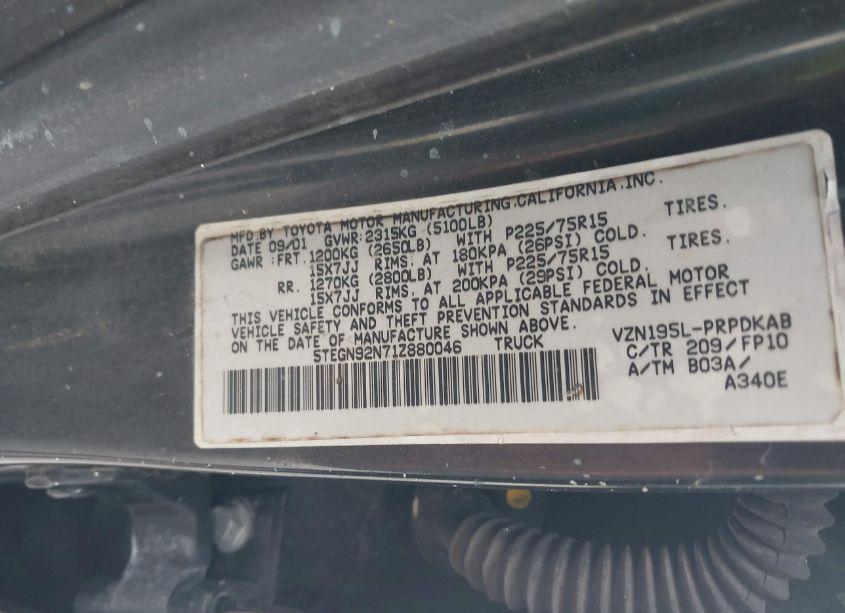 MFD.BY TOYOTA MOTOR MANUFACTURING.CALIFORNIA.INC.
DATE 09/01 GVWR:2315KG (5100LB)
GAWR :FRT.1200KG (2650LB) WITH P225/75R15 TIRES.
15X7JJ RIMS. AT 180KPA (26PSI) COLD.
RR. 1270KG (2800LB) WITH P225/75R15 TIRES.
15X7JJ RIMS. AT 200KPA (29PSI) COLD.
THIS VEHICLE CONFORMS TO ALL APPLICABLE FEDERAL MOTOR
VEHICLE SAFETY AND THEFT PREVENTION STANDARDS IN EFFECT
ON THE DATE OF MANUFACTURE SHOWN ABOVE.
5TEGN92N71Z880046 TRUCK
VZN195L-PRPDKAB
C/TR 209/FP10
A/TM B03A/
A340E